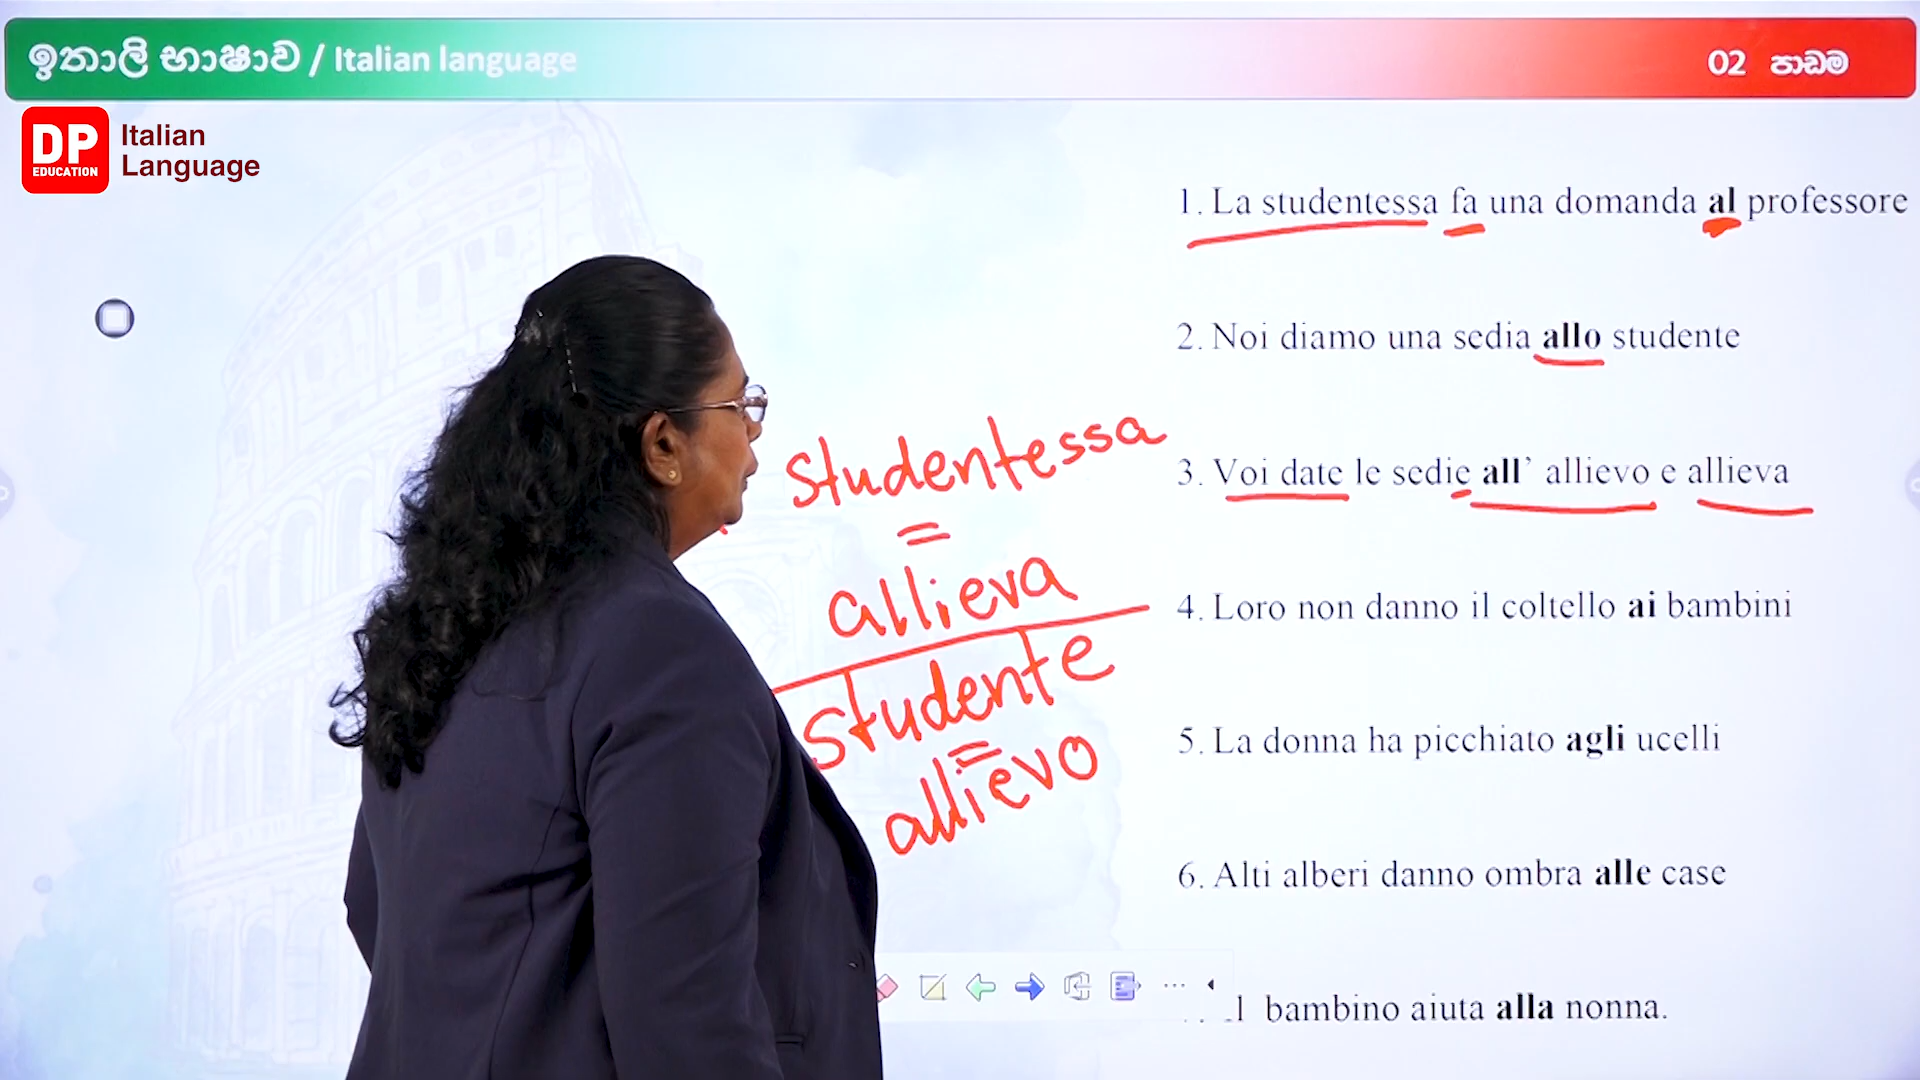 ඉතාලි භාෂාව / Italian language
02 පාඩම
DP
EDUCATION
Italian
Language
1. La studentessa fa una domanda al professore
2. Noi diamo una sedia allo studente
3. Voi date le sedie all’ allievo e allieva
4. Loro non danno il coltello ai bambini
5. La donna ha picchiato agli ucelli
6. Alti alberi danno ombra alle case
bambino aiuta alla nonna.
studentessa
=
allieva
studente
=
allievo